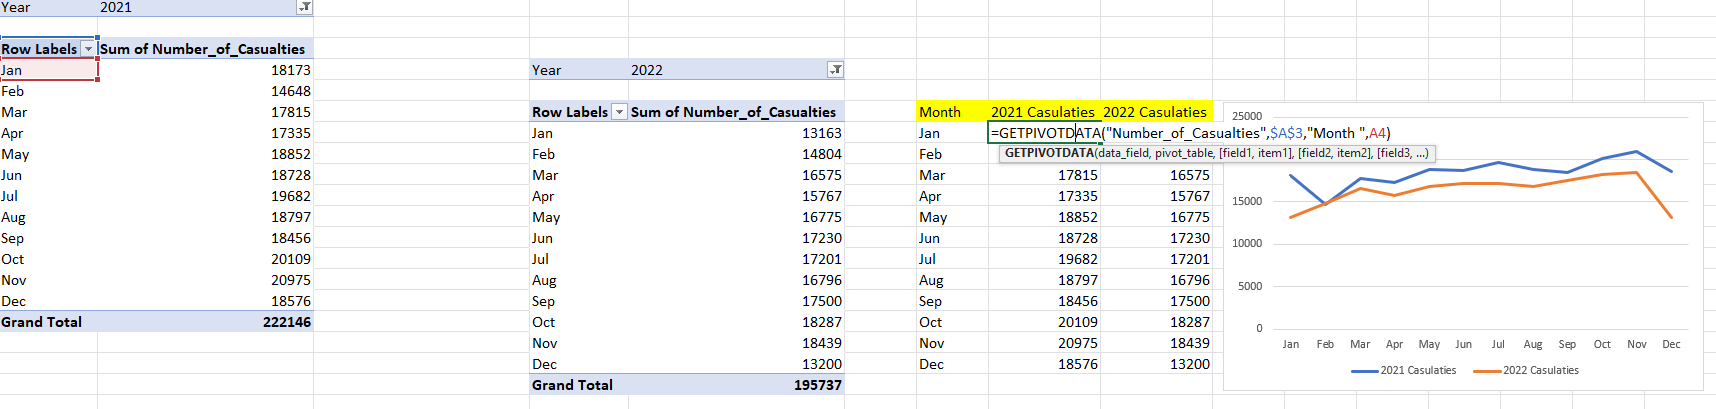 Year 2021
Row Labels Sum of Number_of_Casualties
Jan 18173
Feb 14648
Mar 17815
Apr 17335
May 18852
Jun 18728
Jul 19682
Aug 18797
Sep 18456
Oct 20109
Nov 20975
Dec 18576
Grand Total 222146
Year 2022
Row Labels Sum of Number_of_Casualties
Jan 13163
Feb 14804
Mar 16575
Apr 15767
May 16775
Jun 17230
Jul 17201
Aug 16796
Sep 17500
Oct 18287
Nov 18439
Dec 13200
Grand Total 195737
Month 2021 Casulaties 2022 Casulaties
Jan =GETPIVOTDATA("Number_of_Casualties",$A$3,"Month ",A4)
Feb GETPIVOTDATA(data_field, pivot_table, [field1, item1], [field2, item2], [field3, ...)
Mar 17815 16575
Apr 17335 15767
May 18852 16775
Jun 18728 17230
Jul 19682 17201
Aug 18797 16796
Sep 18456 17500
Oct 20109 18287
Nov 20975 18439
Dec 18576 13200
25000
15000
10000
5000
0
Jan Feb Mar Apr May Jun Jul Aug Sep Oct Nov Dec
2021 Casulaties 2022 Casulaties